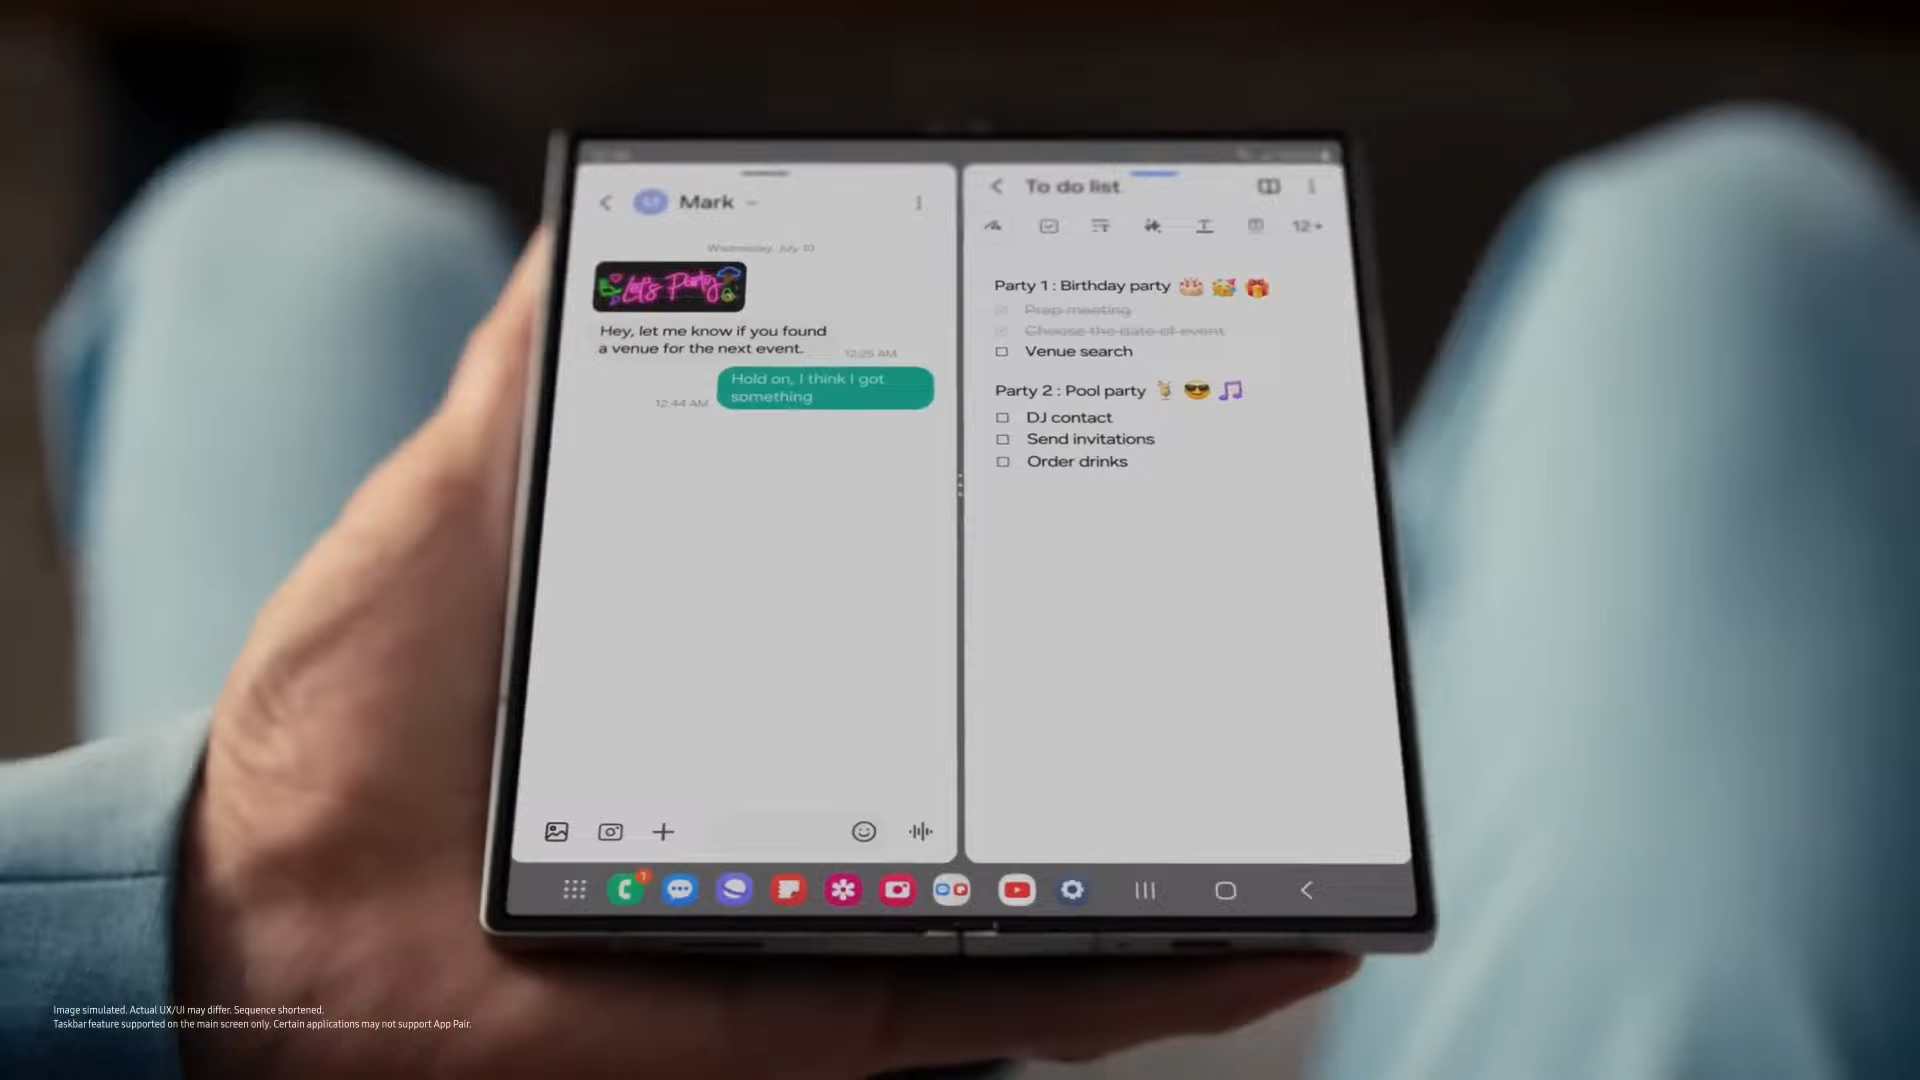 Mark
Wednesday, July 10
Let's Party
Hey, let me know if you found
a venue for the next event.
12:25 AM
Hold on, I think I got
something
12:44 AM
To do list
12+
Party 1 : Birthday party 🎂 🥳 🎁
Prep meeting
Choose the date of event
Venue search
Party 2 : Pool party 🍹 😎 🎵
DJ contact
Send invitations
Order drinks
1
Image simulated. Actual UX/UI may differ. Sequence shortened.
Taskbar feature supported on the main screen only. Certain applications may not support App Pair.